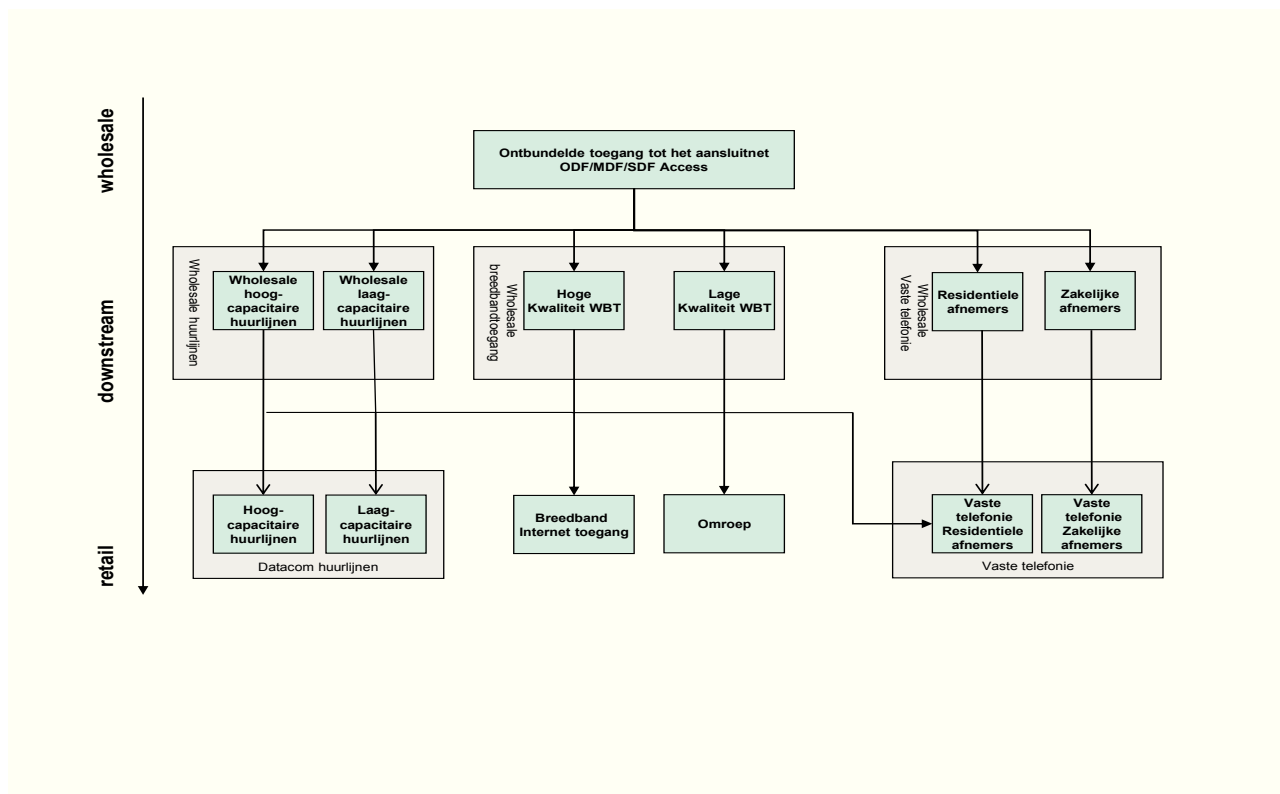 wholesale
Ontbundelde toegang tot het aansluitnet
ODF/MDF/SDF Access
downstream
Wholesale huurlijnen
Wholesale
hoog-
capacitaire
huurlijnen
Wholesale
laag-
capacitaire
huurlijnen
Wholesale
breedbandtoegang
Hoge
Kwaliteit WBT
Lage
Kwaliteit WBT
Wholesale
Vaste telefonie
Residentiele
afnemers
Zakelijke
afnemers
retail
Hoog-
capacitaire
huurlijnen
Laag-
capacitaire
huurlijnen
Datacom huurlijnen
Breedband
Internet toegang
Omroep
Vaste
telefonie
Residentiele
afnemers
Vaste
telefonie
Zakelijke
afnemers
Vaste telefonie